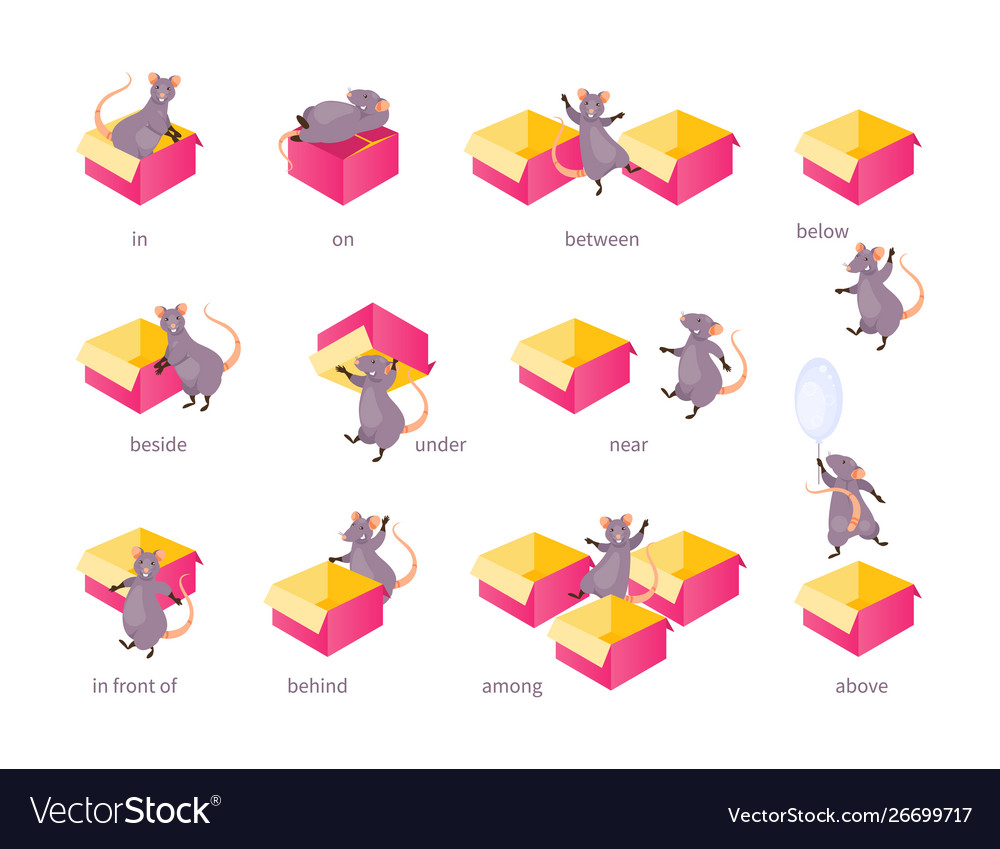 in
on
between
below
beside
under
near
in front of
behind
among
above
VectorStock®
VectorStock.com/26699717